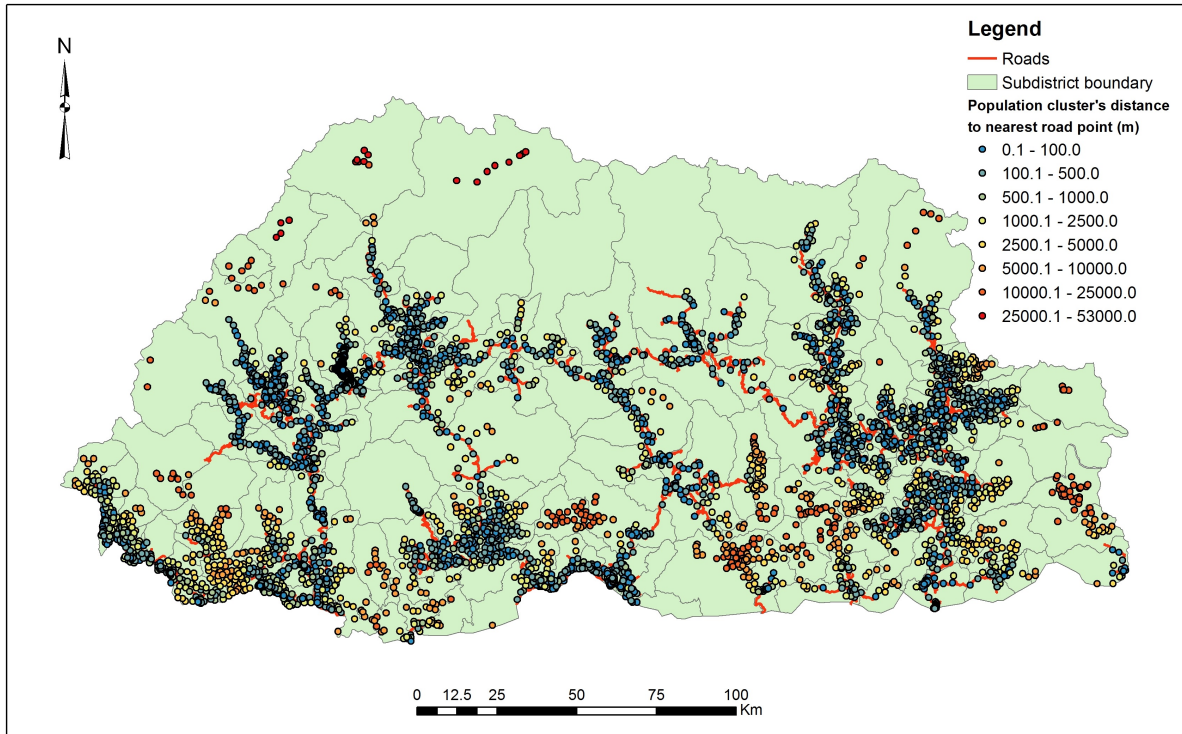 N
Legend
Roads
Subdistrict boundary
Population cluster's distance
to nearest road point (m)
0.1 - 100.0
100.1 - 500.0
500.1 - 1000.0
1000.1 - 2500.0
2500.1 - 5000.0
5000.1 - 10000.0
10000.1 - 25000.0
25000.1 - 53000.0
0 12.5 25 50 75 100
Km